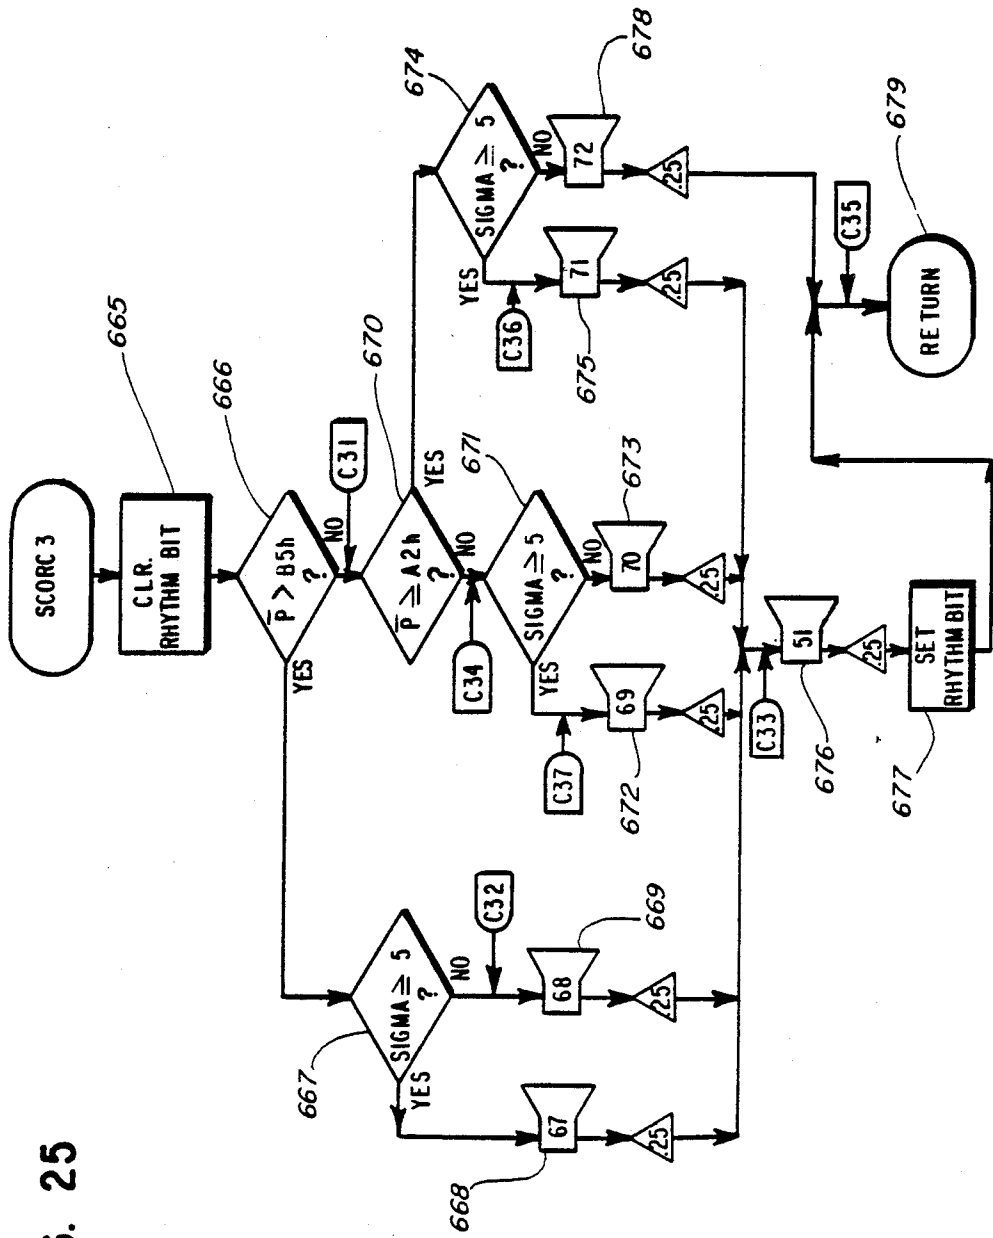 SCORC3
CLR.
RHYTHM BIT
665
P̅ > B5h
?
666
YES
NO
C31
P̅ ≥ A2h
?
670
YES
NO
C34
SIGMA ≥ 5
?
667
YES
NO
C32
SIGMA ≥ 5
?
671
YES
NO
C37
SIGMA ≥ 5
?
674
YES
NO
C36
67
668
68
669
69
672
70
673
71
675
72
678
.25
.25
.25
.25
.25
.25
C33
51
676
.25
SET
RHYTHM BIT
677
C35
RETURN
679
25